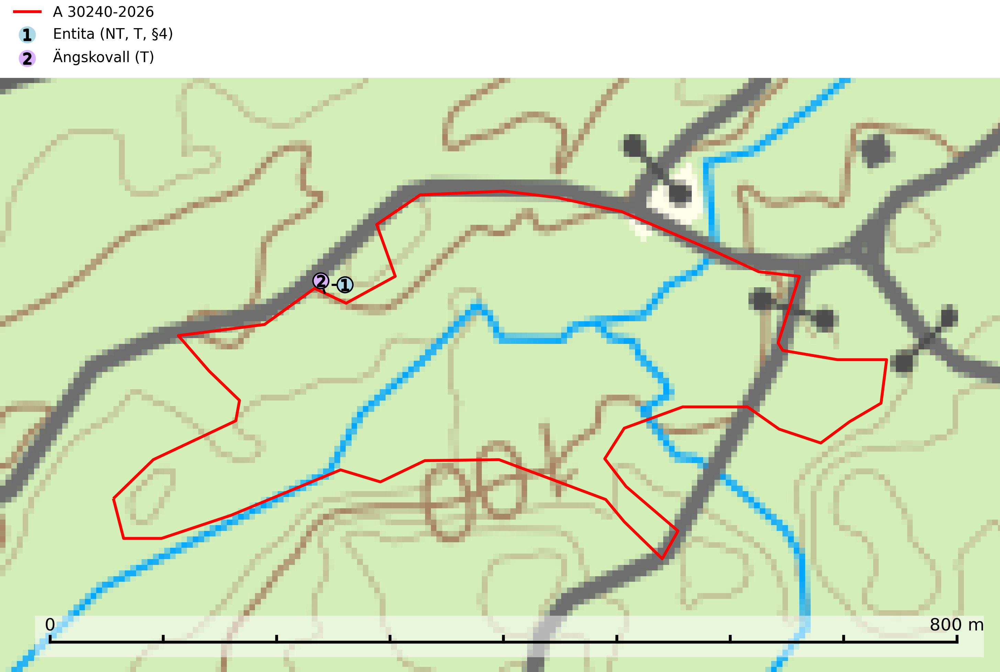 A 30240-2026
1 Entita (NT, T, §4)
2 Ängskovall (T)
2
1
0
800 m